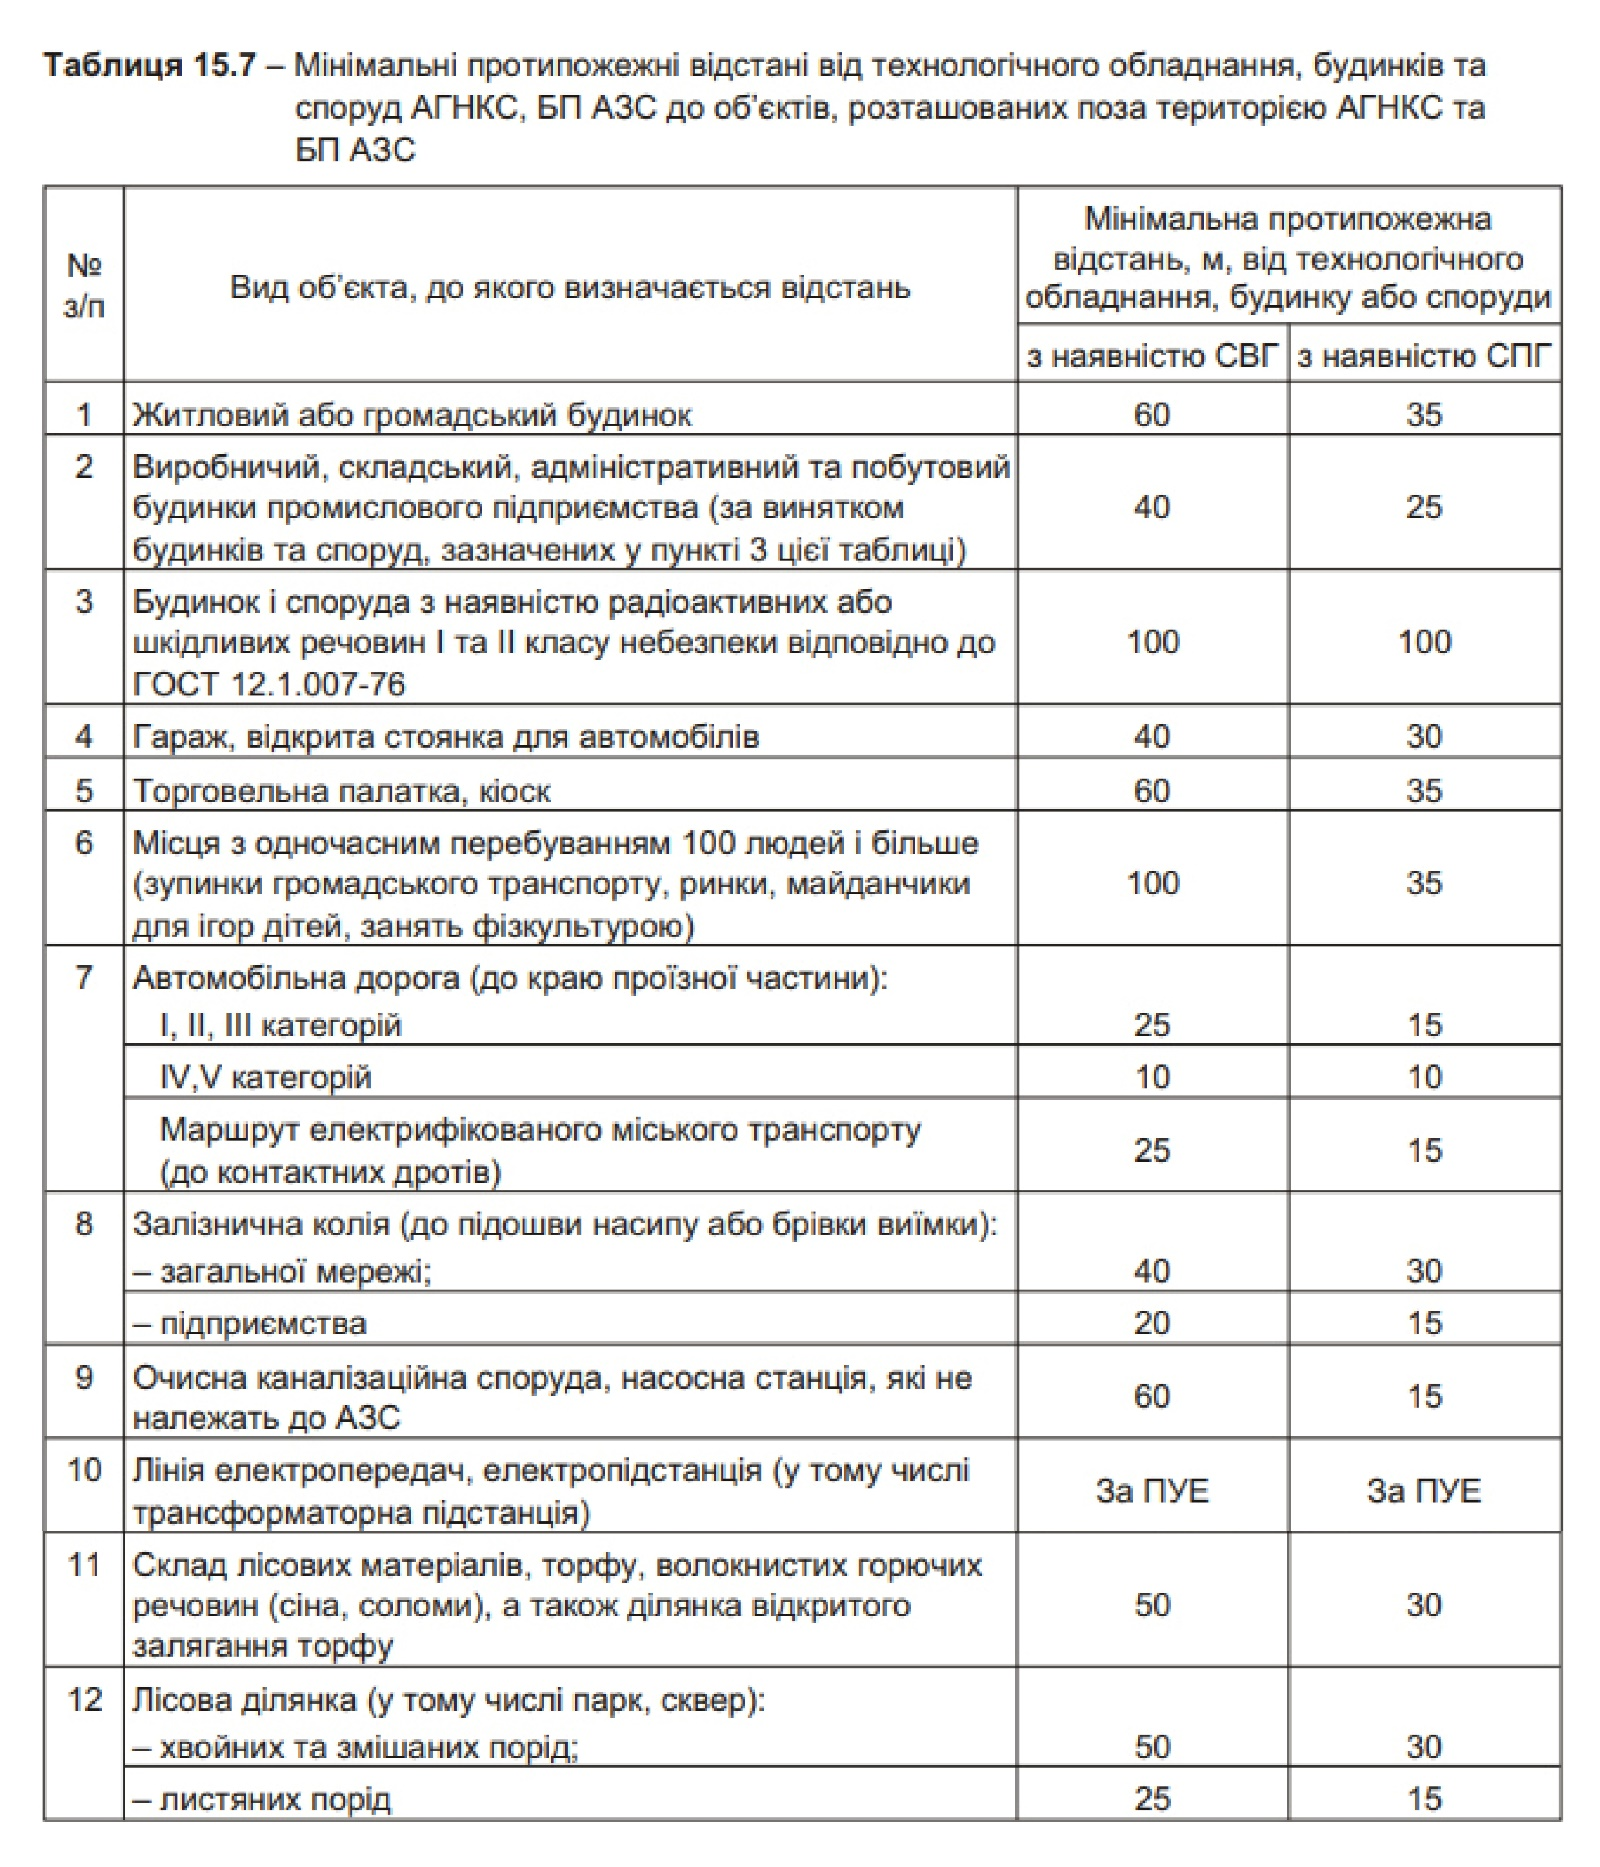 Таблиця 15.7 – Мінімальні протипожежні відстані від технологічного обладнання, будинків та
споруд АГНКС, БП АЗС до об’єктів, розташованих поза територією АГНКС та
БП АЗС
№
з/п
Вид об’єкта, до якого визначається відстань
Мінімальна протипожежна
відстань, м, від технологічного
обладнання, будинку або споруди
з наявністю СВГ з наявністю СПГ
1 Житловий або громадський будинок 60 35
2 Виробничий, складський, адміністративний та побутовий
будинки промислового підприємства (за винятком 40 25
будинків та споруд, зазначених у пункті 3 цієї таблиці)
3 Будинок і споруда з наявністю радіоактивних або
шкідливих речовин І та ІІ класу небезпеки відповідно до 100 100
ГОСТ 12.1.007-76
4 Гараж, відкрита стоянка для автомобілів 40 30
5 Торговельна палатка, кіоск 60 35
6 Місця з одночасним перебуванням 100 людей і більше
(зупинки громадського транспорту, ринки, майданчики 100 35
для ігор дітей, занять фізкультурою)
7 Автомобільна дорога (до краю проїзної частини):
І, ІІ, ІІІ категорій 25 15
IV,V категорій 10 10
Маршрут електрифікованого міського транспорту
(до контактних дротів) 25 15
8 Залізнична колія (до підошви насипу або брівки виїмки):
– загальної мережі; 40 30
– підприємства 20 15
9 Очисна каналізаційна споруда, насосна станція, які не
належать до АЗС 60 15
10 Лінія електропередач, електропідстанція (у тому числі
трансформаторна підстанція) За ПУЕ За ПУЕ
11 Склад лісових матеріалів, торфу, волокнистих горючих
речовин (сіна, соломи), а також ділянка відкритого 50 30
залягання торфу
12 Лісова ділянка (у тому числі парк, сквер):
– хвойних та змішаних порід; 50 30
– листяних порід 25 15